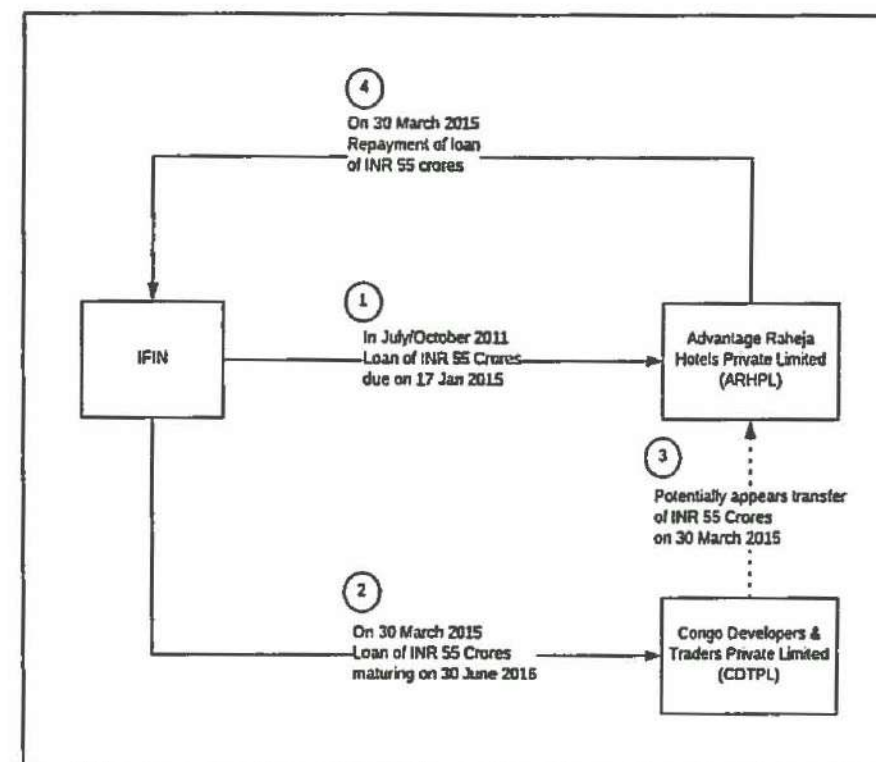 4
On 30 March 2015
Repayment of loan
of INR 55 crores
1
IFIN
In July/October 2011
Loan of INR 55 Crores
due on 17 Jan 2015
Advantage Raheja
Hotels Private Limited
(ARHPL)
3
Potentially appears transfer
of INR 55 Crores
on 30 March 2015
2
On 30 March 2015
Loan of INR 55 Crores
maturing on 30 June 2016
Congo Developers &
Traders Private Limited
(CDTPL)